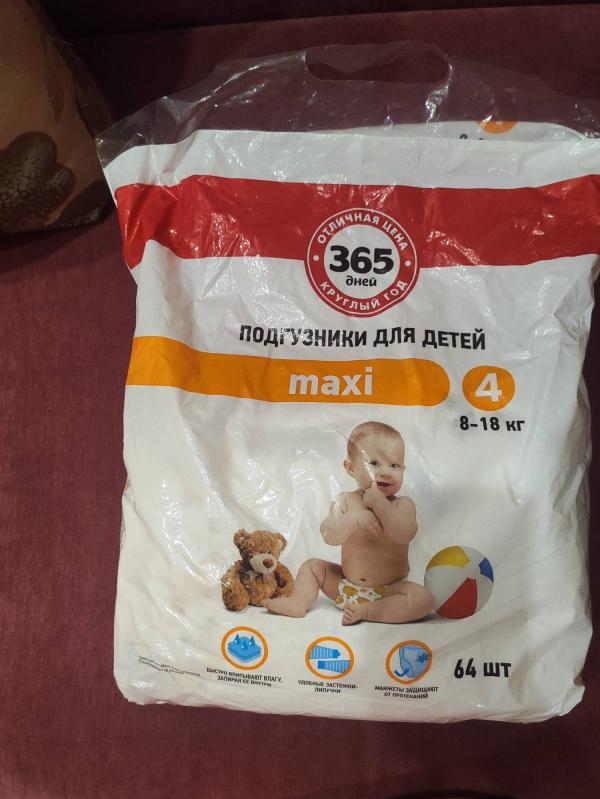 ОТЛИЧНАЯ ЦЕНА
365
дней
КРУГЛЫЙ ГОД
ПОДГУЗНИКИ ДЛЯ ДЕТЕЙ
maxi
4
8-18 кг
БЫСТРО ВПИТЫВАЮТ ВЛАГУ,
ЗАПИРАЯ ЕЕ ВНУТРИ
УДОБНЫЕ ЗАСТЕЖКИ-
ЛИПУЧКИ
МАНЖЕТЫ ЗАЩИЩАЮТ
ОТ ПРОТЕКАНИЙ
64 ШТ